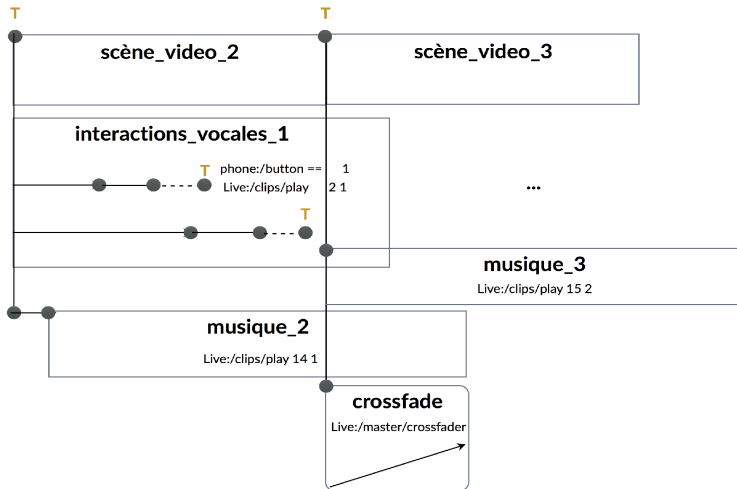 T
T
scène_video_2
scène_video_3
interactions_vocales_1
T
phone:/button == 1
Live:/clips/play 2 1
...
T
musique_3
Live:/clips/play 15 2
musique_2
Live:/clips/play 14 1
crossfade
Live:/master/crossfader